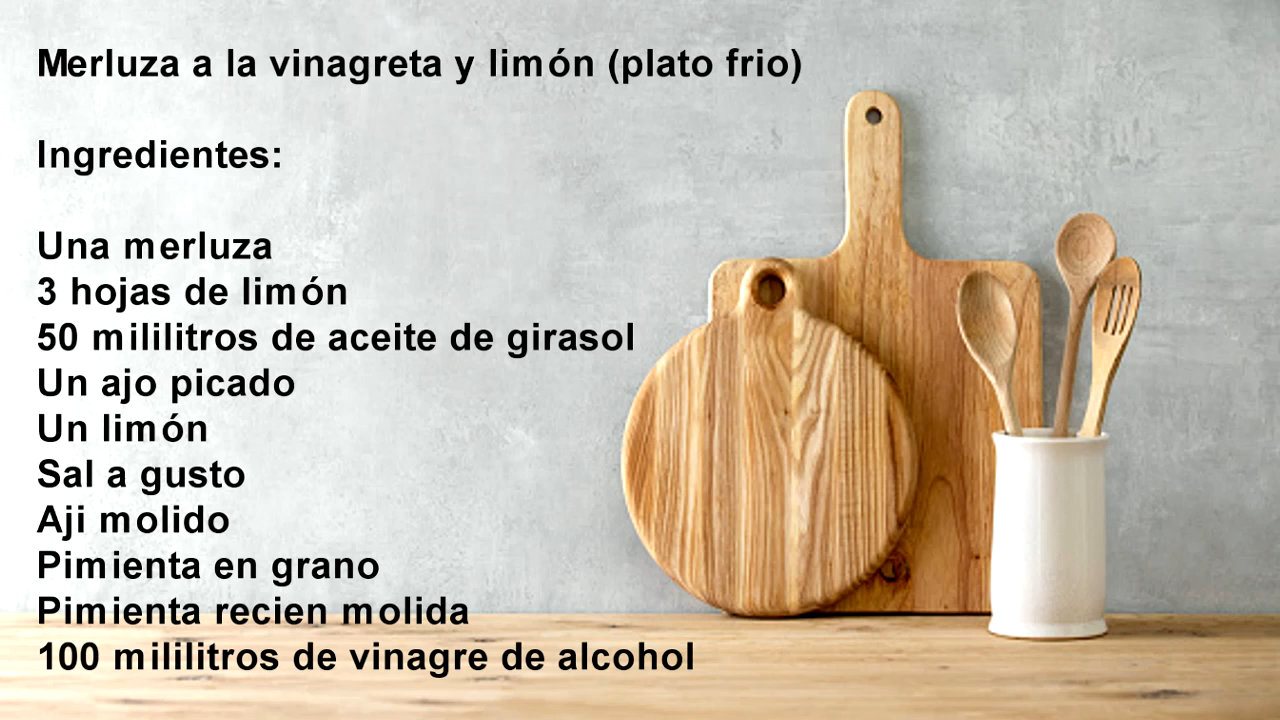 Merluza a la vinagreta y limón (plato frio)
Ingredientes:
Una merluza
3 hojas de limón
50 mililitros de aceite de girasol
Un ajo picado
Un limón
Sal a gusto
Aji molido
Pimienta en grano
Pimienta recien molida
100 mililitros de vinagre de alcohol